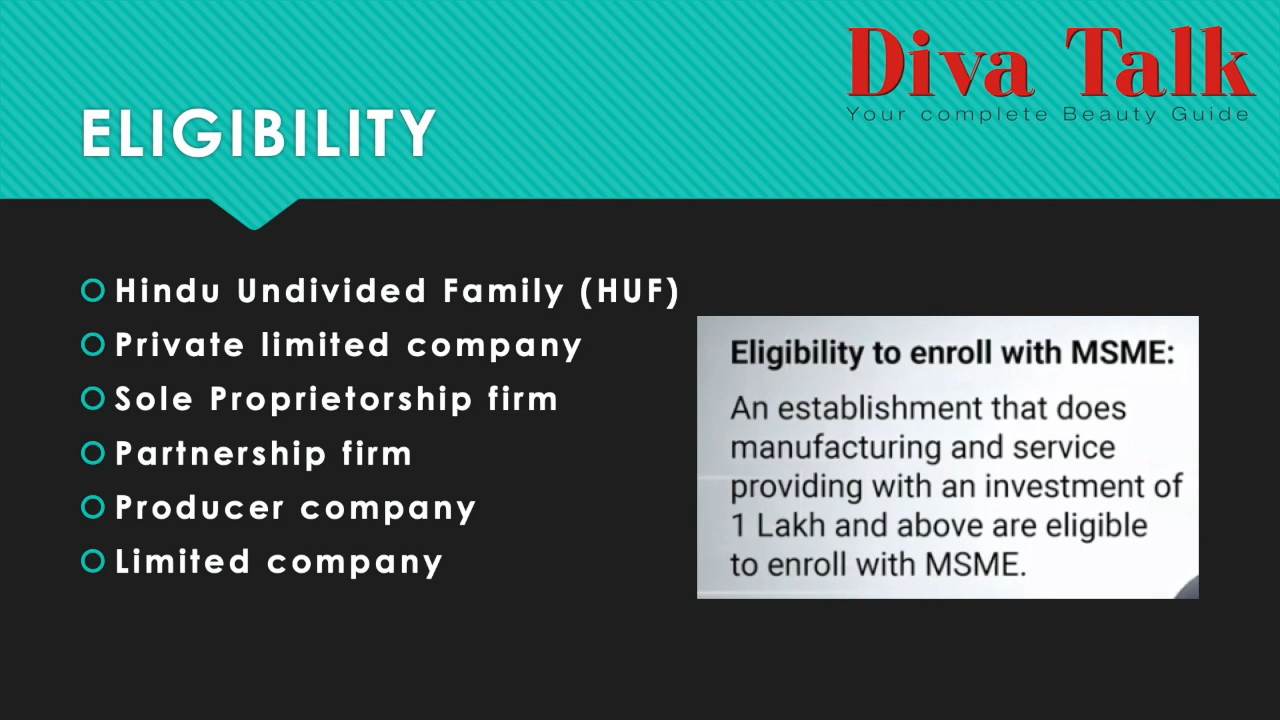 Diva Talk
Your complete Beauty Guide
ELIGIBILITY
Hindu Undivided Family (HUF)
Private limited company
Sole Proprietorship firm
Partnership firm
Producer company
Limited company
Eligibility to enroll with MSME:
An establishment that does
manufacturing and service
providing with an investment of
1 Lakh and above are eligible
to enroll with MSME.